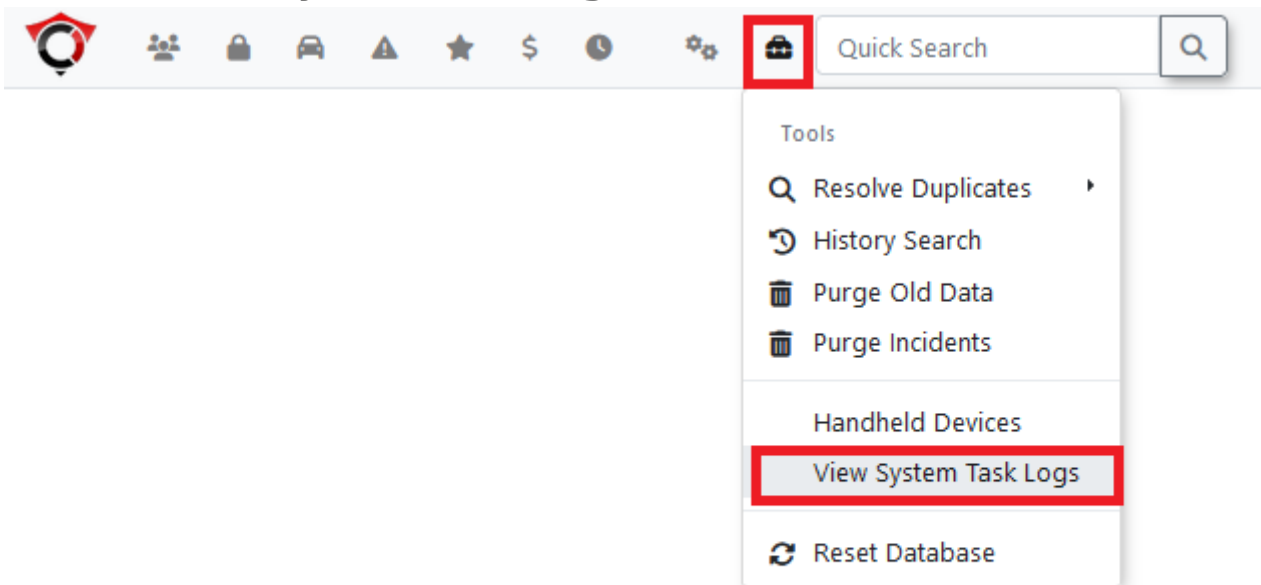 Quick Search
Tools
Resolve Duplicates
History Search
Purge Old Data
Purge Incidents
Handheld Devices
View System Task Logs
Reset Database